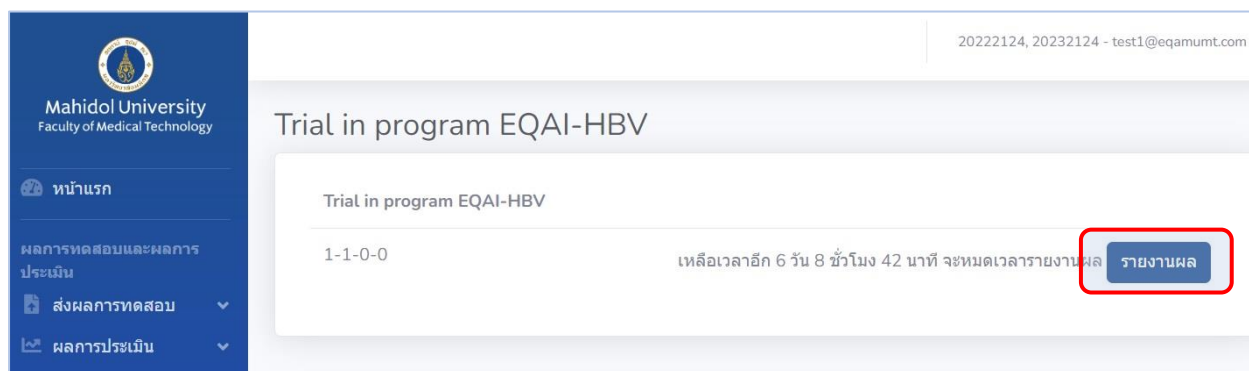 20222124, 20232124 - test1@eqamumt.com
Mahidol University
Faculty of Medical Technology
หน้าแรก
ผลการทดสอบและผลการ
ประเมิน
ส่งผลการทดสอบ
ผลการประเมิน
Trial in program EQAI-HBV
Trial in program EQAI-HBV
1-1-0-0
เหลือเวลาอีก 6 วัน 8 ชั่วโมง 42 นาที จะหมดเวลารายงานผล
รายงานผล